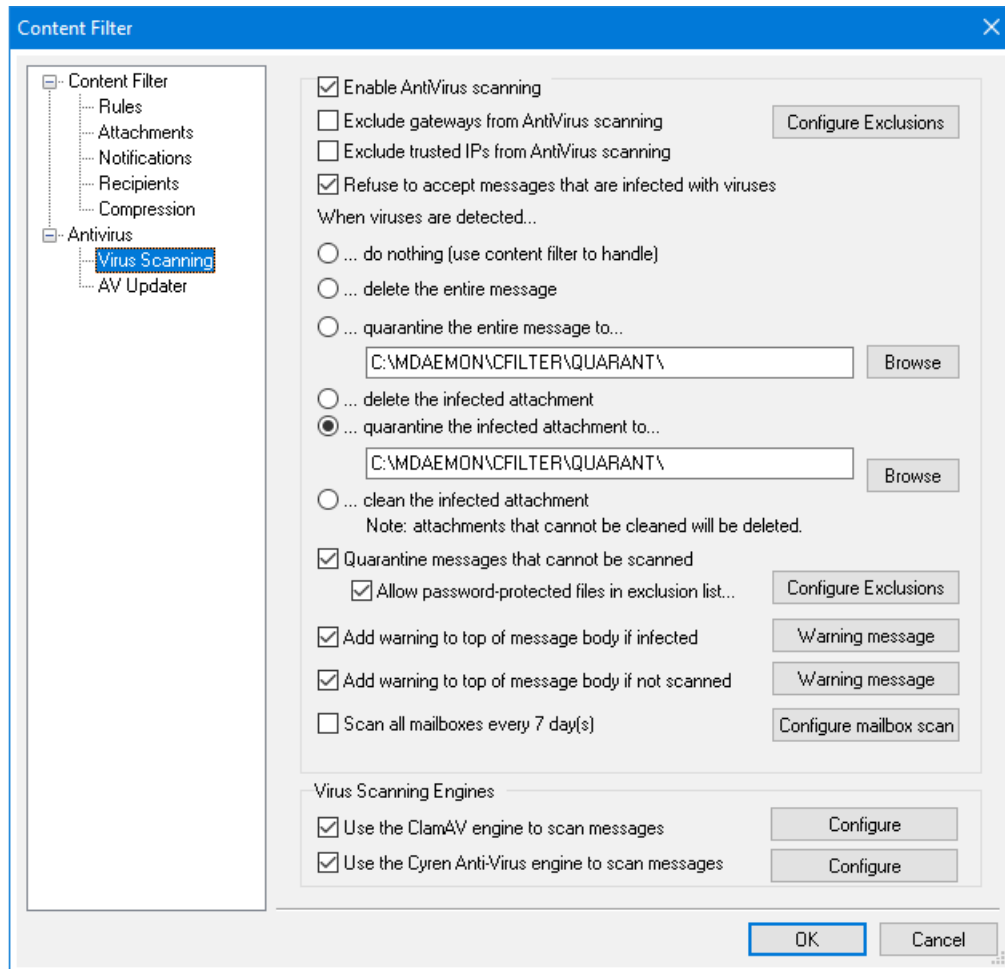 Content Filter
Content Filter
Rules
Attachments
Notifications
Recipients
Compression
Antivirus
Virus Scanning
AV Updater
Enable AntiVirus scanning
Exclude gateways from AntiVirus scanning
Configure Exclusions
Exclude trusted IPs from AntiVirus scanning
Refuse to accept messages that are infected with viruses
When viruses are detected...
... do nothing (use content filter to handle)
... delete the entire message
... quarantine the entire message to...
C:\MDAEMON\CFILTER\QUARANT\
Browse
... delete the infected attachment
... quarantine the infected attachment to...
C:\MDAEMON\CFILTER\QUARANT\
Browse
... clean the infected attachment
Note: attachments that cannot be cleaned will be deleted.
Quarantine messages that cannot be scanned
Allow password-protected files in exclusion list...
Configure Exclusions
Add warning to top of message body if infected
Warning message
Add warning to top of message body if not scanned
Warning message
Scan all mailboxes every 7 day(s)
Configure mailbox scan
Virus Scanning Engines
Use the ClamAV engine to scan messages
Configure
Use the Cyren Anti-Virus engine to scan messages
Configure
OK
Cancel